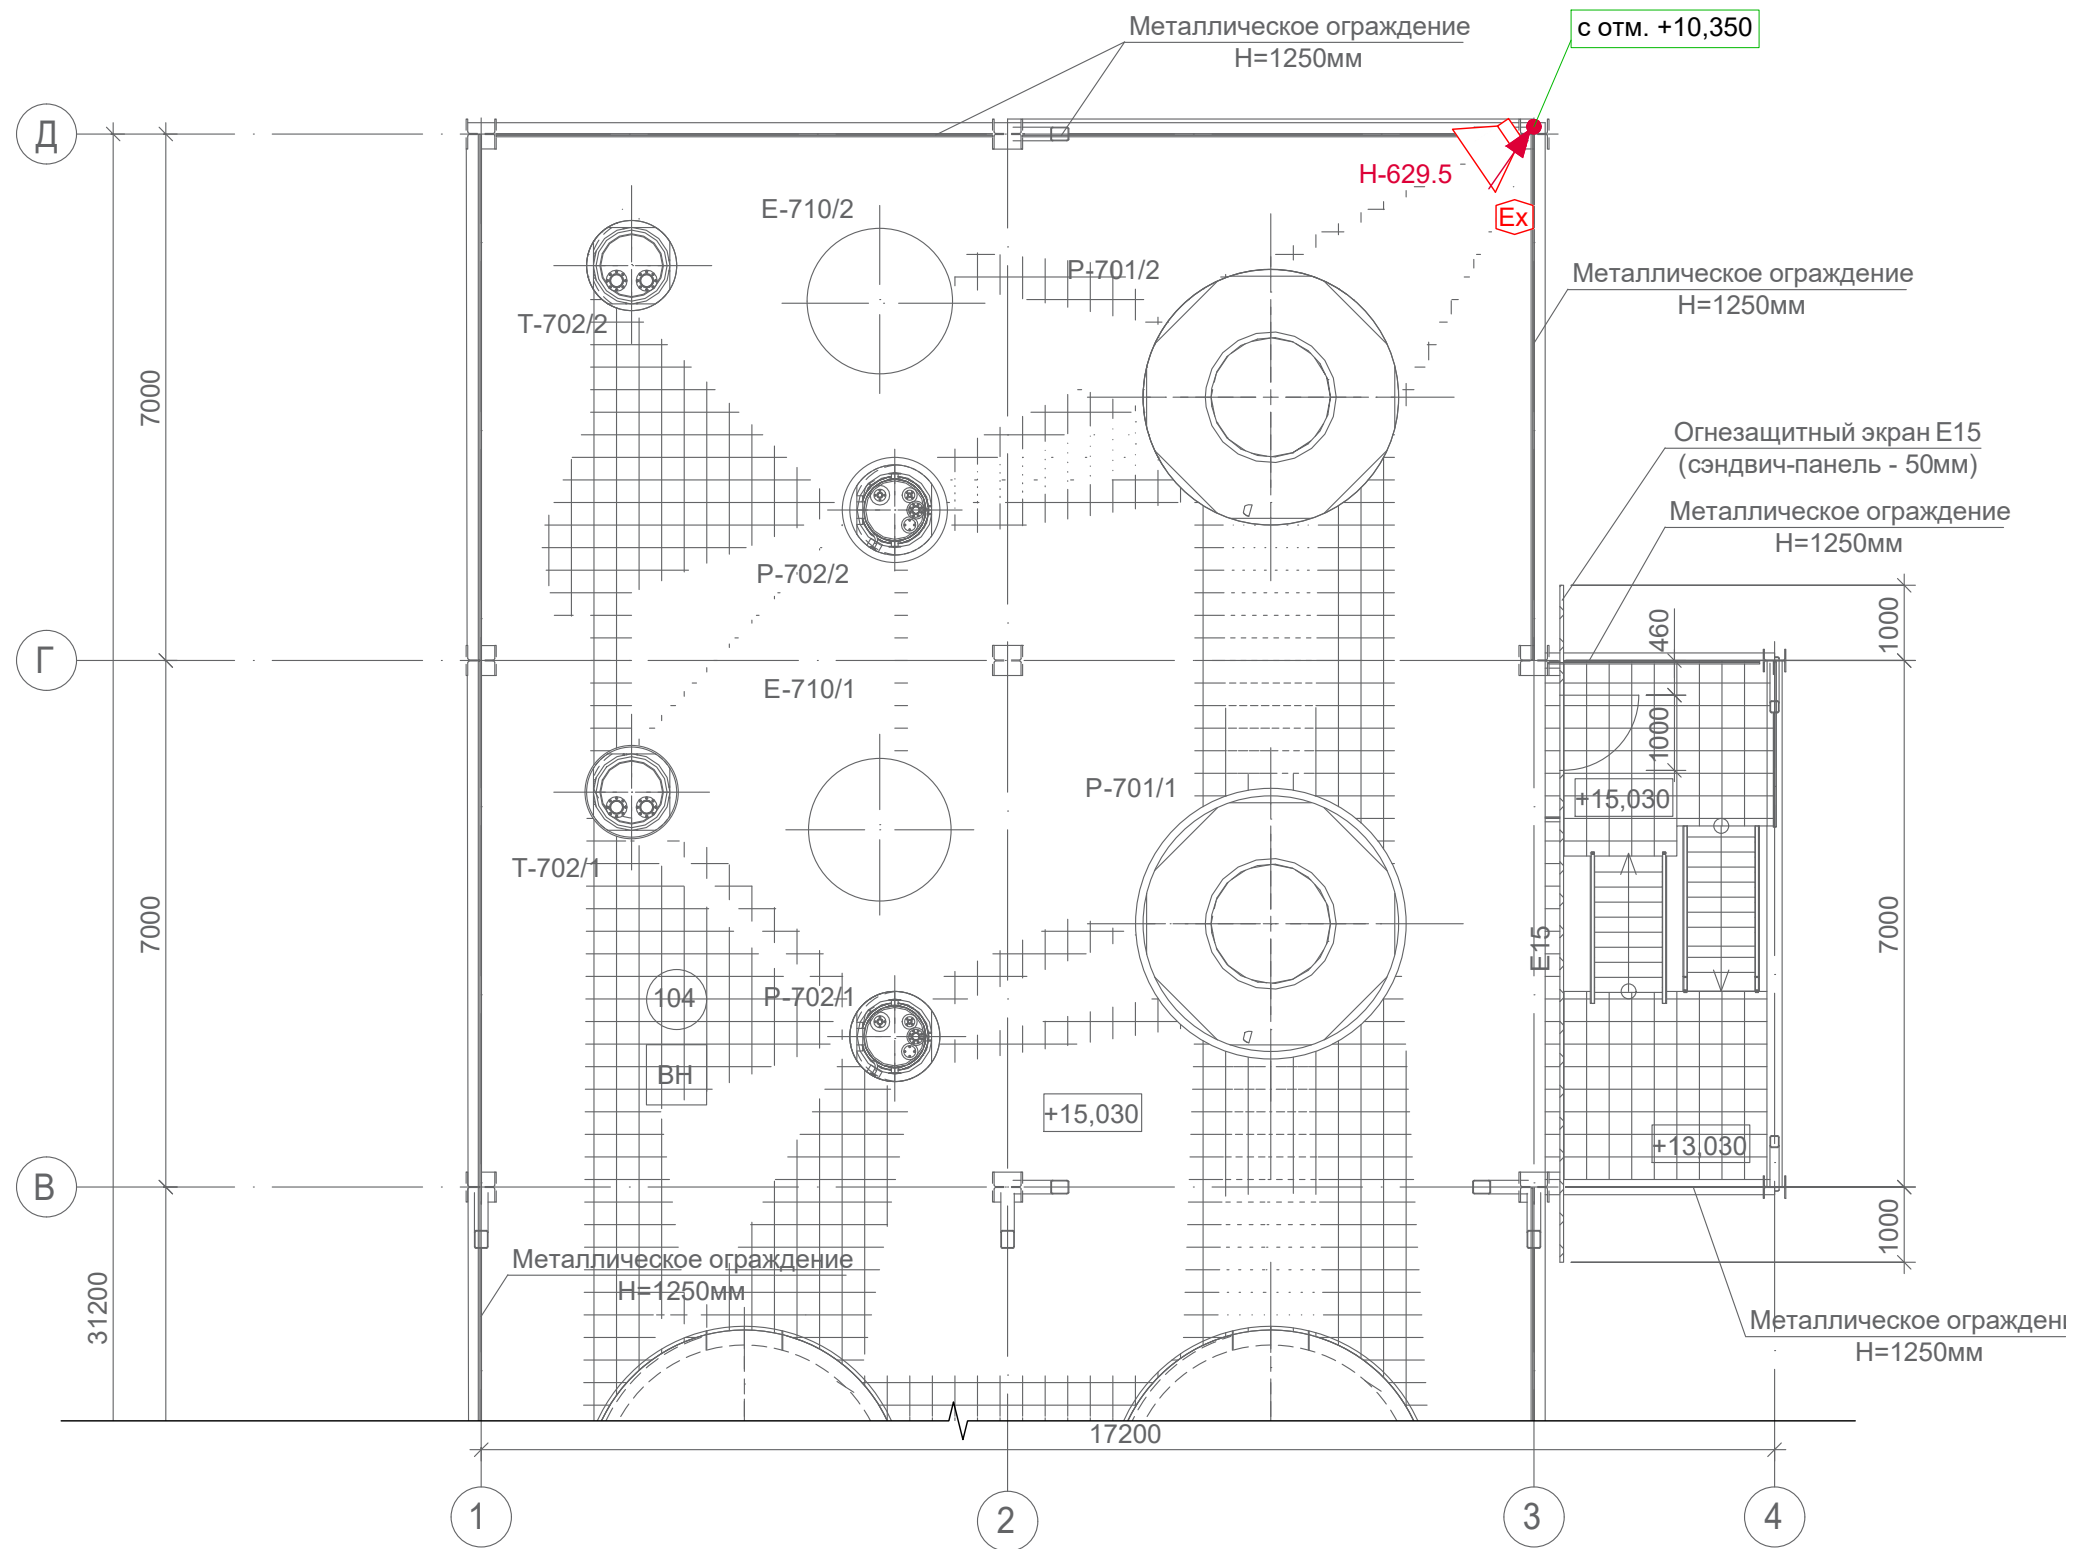 Металлическое ограждение
Н=1250мм
с отм. +10,350
Д
Н-629.5
Ex
Е-710/2
Р-701/2
Металлическое ограждение
Н=1250мм
Т-702/2
7000
Огнезащитный экран Е15
(сэндвич-панель - 50мм)
Металлическое ограждение
Н=1250мм
Р-702/2
1000
460
Г
Е-710/1
1000
Р-701/1
+15,030
Т-702/1
7000
7000
Е15
104
Р-702/1
ВН
+15,030
+13,030
В
1000
Металлическое ограждение
Н=1250мм
31200
Металлическое огражден
Н=1250мм
17200
1
2
3
4